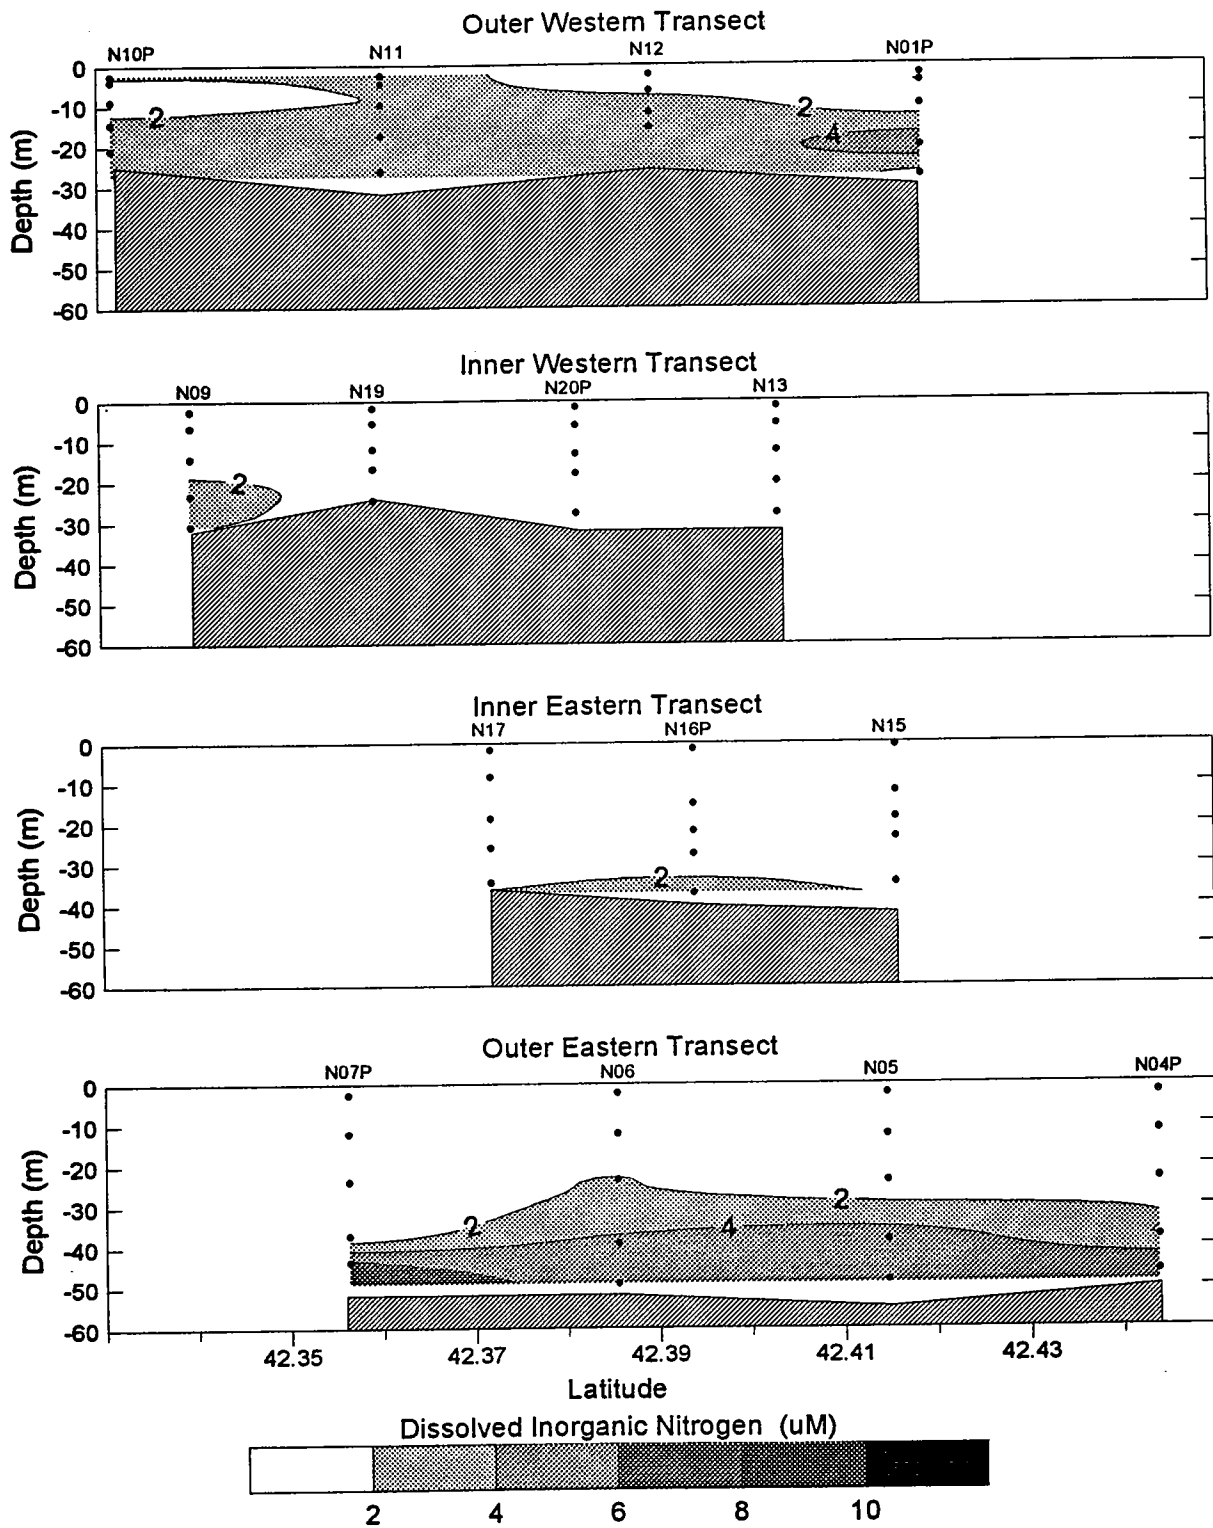 Outer Western Transect
N10P N11 N12 N01P
0
-10
-20
-30
-40
-50
-60
Depth (m)
2 2 4
Inner Western Transect
N09 N19 N20P N13
0
-10
-20
-30
-40
-50
-60
Depth (m)
2
Inner Eastern Transect
N17 N16P N15
0
-10
-20
-30
-40
-50
-60
Depth (m)
2
Outer Eastern Transect
N07P N06 N05 N04P
0
-10
-20
-30
-40
-50
-60
Depth (m)
2 4 2
42.35 42.37 42.39 42.41 42.43
Latitude
Dissolved Inorganic Nitrogen (uM)
2 4 6 8 10